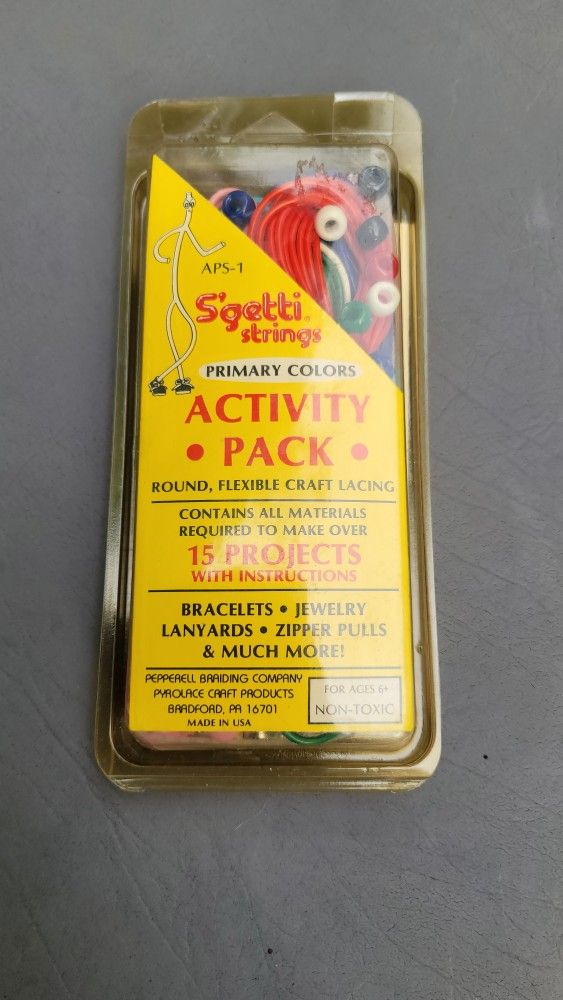 APS-1
S'getti®
strings
PRIMARY COLORS
ACTIVITY
• PACK •
ROUND, FLEXIBLE CRAFT LACING
CONTAINS ALL MATERIALS
REQUIRED TO MAKE OVER
15 PROJECTS
WITH INSTRUCTIONS
BRACELETS • JEWELRY
LANYARDS • ZIPPER PULLS
& MUCH MORE!
PEPPERELL BRAIDING COMPANY
PYROLACE CRAFT PRODUCTS
BRADFORD, PA 16701
MADE IN USA
FOR AGES 6+
NON-TOXIC